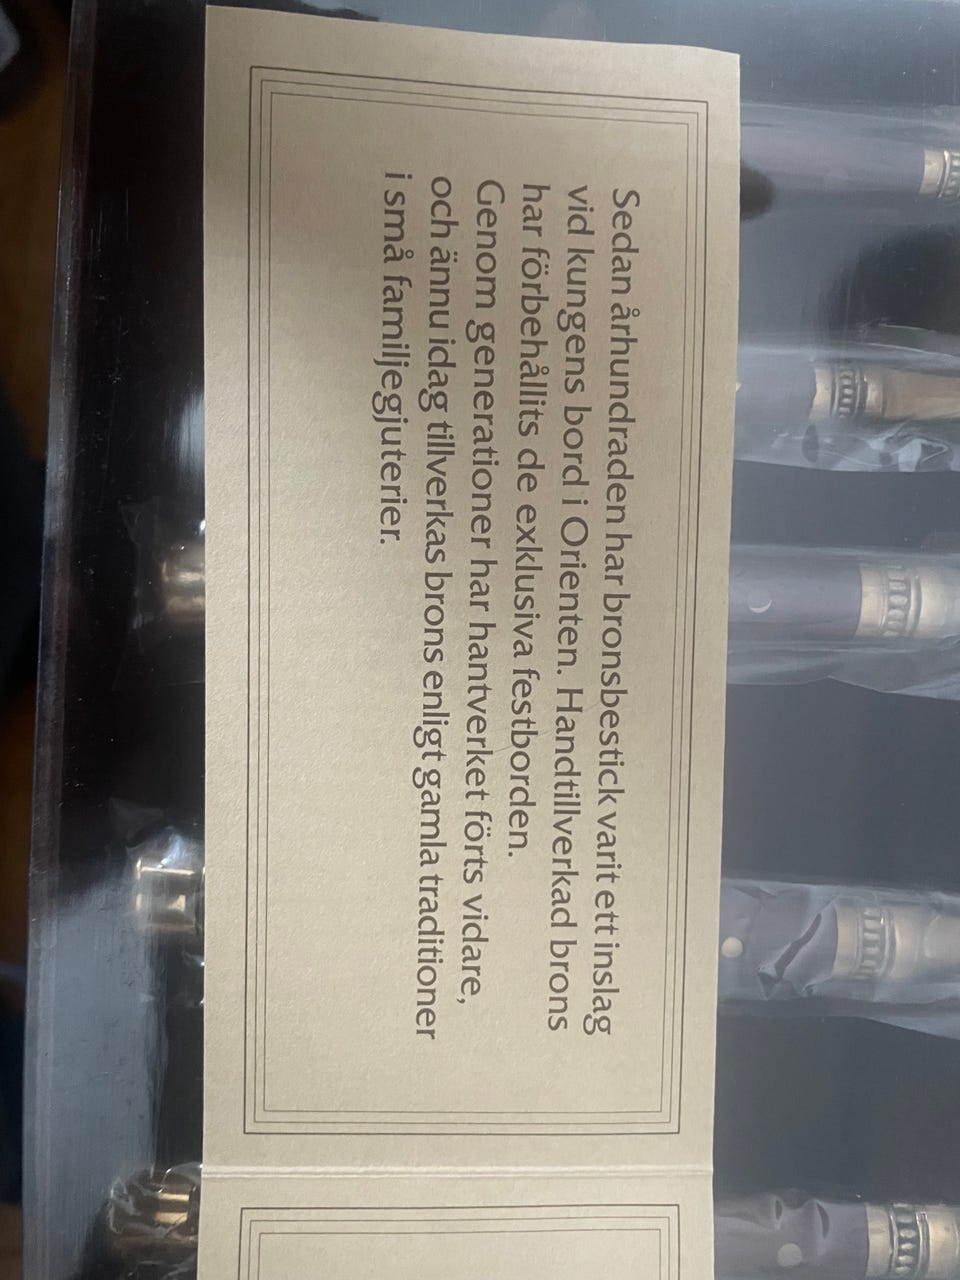 Sedan århundraden har bronsbestick varit ett inslag
vid kungens bord i Orienten. Handtillverkad brons
har förbehållits de exklusiva festborden.
Genom generationer har hantverket förts vidare,
och ännu idag tillverkas brons enligt gamla traditioner
i små familjegjuterier.